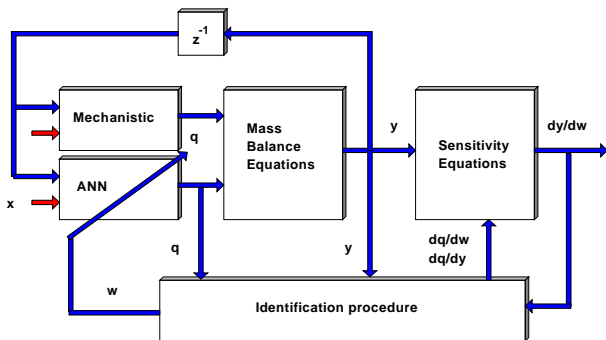 z-1
Mechanistic
q
Mass
Balance
Equations
y
Sensitivity
Equations
dy/dw
ANN
x
q
y
dq/dw
dq/dy
w
Identification procedure